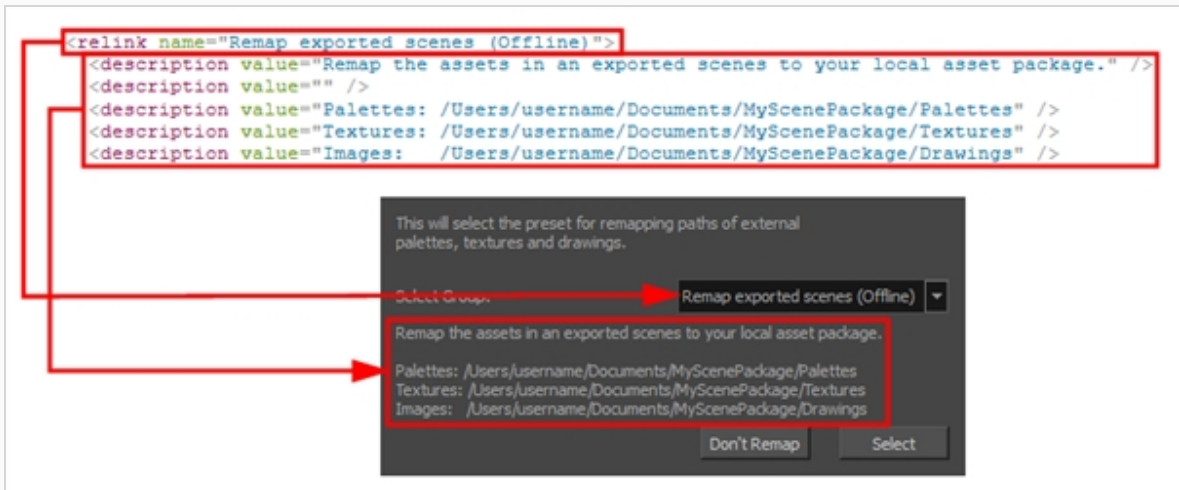 <relink name="Remap exported scenes (Offline)">
<description value="Remap the assets in an exported scenes to your local asset package." />
<description value="" />
<description value="Palettes: /Users/username/Documents/MyScenePackage/Palettes" />
<description value="Textures: /Users/username/Documents/MyScenePackage/Textures" />
<description value="Images:   /Users/username/Documents/MyScenePackage/Drawings" />
This will select the preset for remapping paths of external
palettes, textures and drawings.
Select Group: Remap exported scenes (Offline)
Remap the assets in an exported scenes to your local asset package.
Palettes: /Users/username/Documents/MyScenePackage/Palettes
Textures: /Users/username/Documents/MyScenePackage/Textures
Images:   /Users/username/Documents/MyScenePackage/Drawings
Don't Remap Select